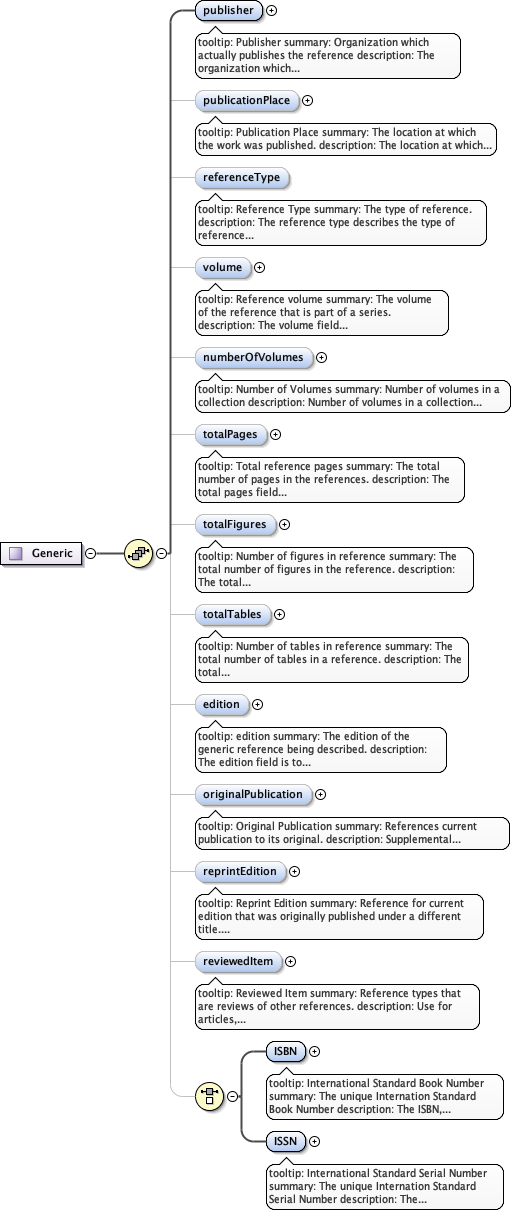 publisher
tooltip: Publisher summary: Organization which
actually publishes the reference description: The
organization which...
publicationPlace
tooltip: Publication Place summary: The location at which
the work was published. description: The location at which...
referenceType
tooltip: Reference Type summary: The type of reference.
description: The reference type describes the type of
reference...
volume
tooltip: Reference volume summary: The volume
of the reference that is part of a series.
description: The volume field...
numberOfVolumes
tooltip: Number of Volumes summary: Number of volumes in a
collection description: Number of volumes in a collection...
totalPages
tooltip: Total reference pages summary: The total
number of pages in the references. description: The
total pages field...
totalFigures
Generic
tooltip: Number of figures in reference summary: The
total number of figures in the reference. description:
The total...
totalTables
tooltip: Number of tables in reference summary: The
total number of tables in a reference. description: The
total...
edition
tooltip: edition summary: The edition of the
generic reference being described. description:
The edition field is to...
originalPublication
tooltip: Original Publication summary: References current
publication to its original. description: Supplemental...
reprintEdition
tooltip: Reprint Edition summary: Reference for current
edition that was originally published under a different
title....
reviewedItem
tooltip: Reviewed Item summary: Reference types that
are reviews of other references. description: Use for
articles,...
ISBN
tooltip: International Standard Book Number
summary: The unique Internation Standard
Book Number description: The ISBN,...
ISSN
tooltip: International Standard Serial Number
summary: The unique Internation Standard
Serial Number description: The...